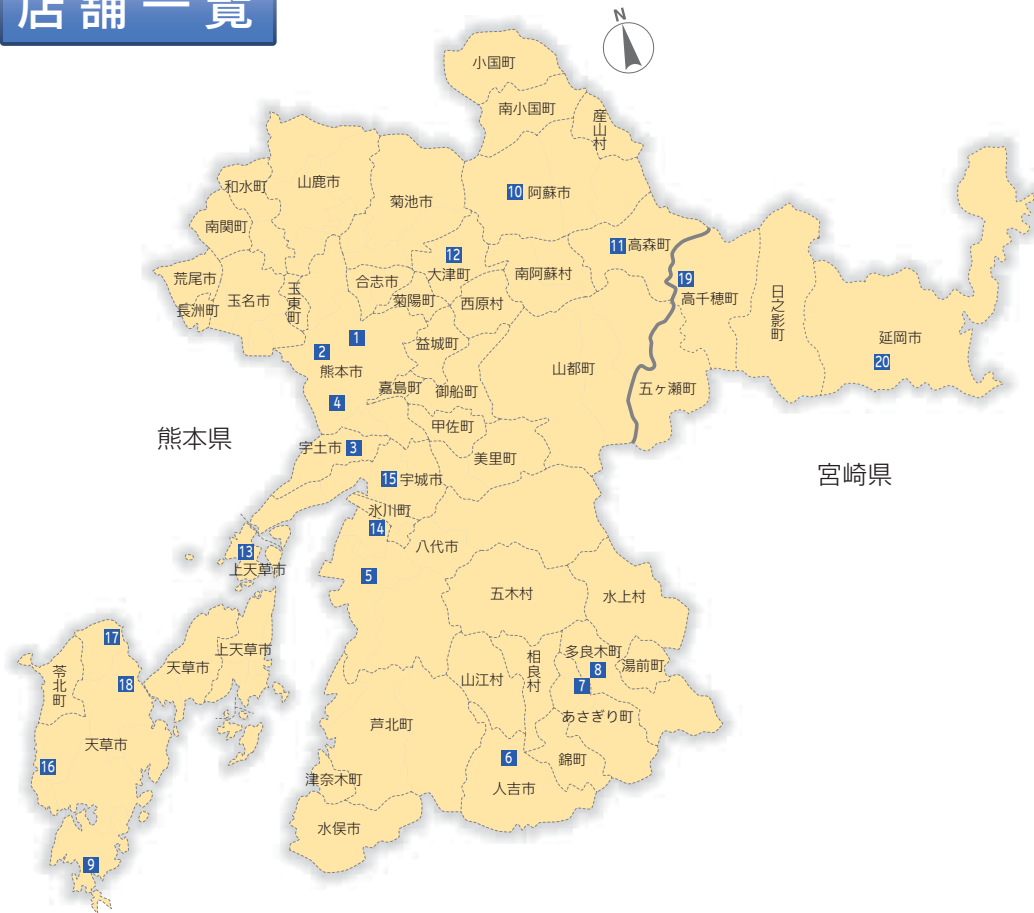 店舗一覧
N
小国町
南小国町
産山村
和水町
山鹿市
菊池市
10 阿蘇市
南関町
荒尾市
長洲町
玉名市
玉東町
合志市
12
大津町
菊陽町
西原村
南阿蘇村
11 高森町
19
高千穂町
日之影町
延岡市
20
五ヶ瀬町
1
2
熊本市
益城町
山都町
4
嘉島町
御船町
甲佐町
熊本県
宇土市 3
美里町
宮崎県
15 宇城市
氷川町
14
八代市
13
上天草市
5
五木村
水上村
17
苓北町
18
天草市
上天草市
山江村
相良村
多良木町
8
7
湯前町
あさぎり町
芦北町
天草市
16
6
錦町
人吉市
津奈木町
水俣市
9